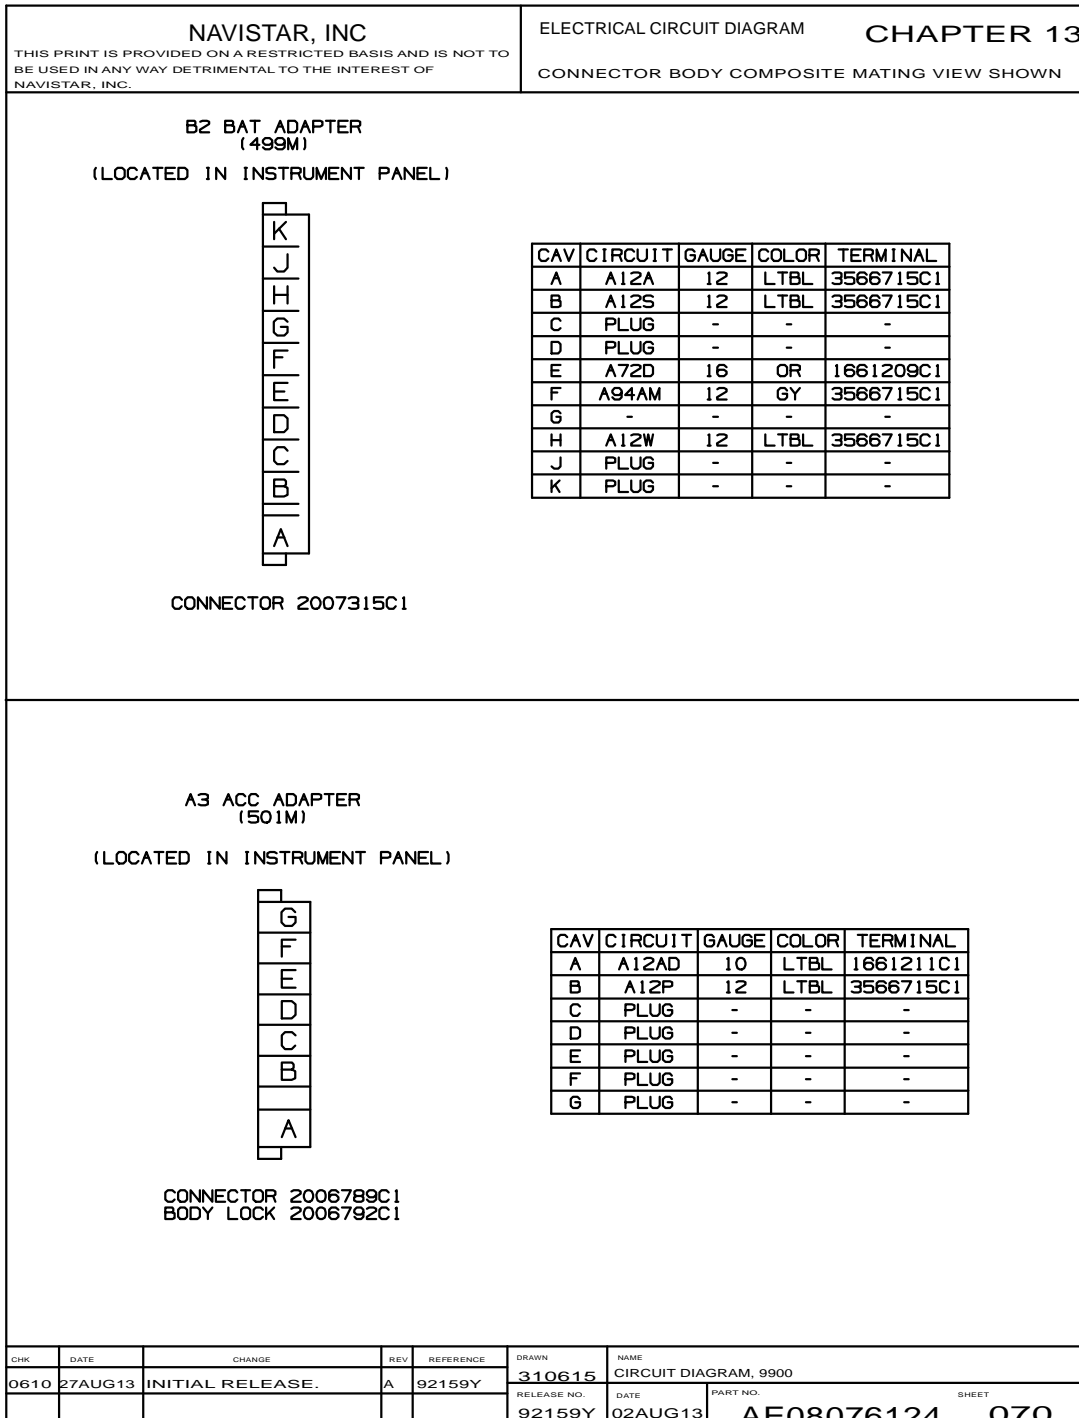 NAVISTAR, INC
THIS PRINT IS PROVIDED ON A RESTRICTED BASIS AND IS NOT TO
BE USED IN ANY WAY DETRIMENTAL TO THE INTEREST OF
NAVISTAR, INC.
ELECTRICAL CIRCUIT DIAGRAM CHAPTER 13
CONNECTOR BODY COMPOSITE MATING VIEW SHOWN
B2 BAT ADAPTER
(499M)
(LOCATED IN INSTRUMENT PANEL)
K
J
H
G
F
E
D
C
B
A
CONNECTOR 2007315C1
CAV CIRCUIT GAUGE COLOR TERMINAL
A A12A 12 LTBL 3566715C1
B A12S 12 LTBL 3566715C1
C PLUG - - -
D PLUG - - -
E A72D 16 OR 1661209C1
F A94AM 12 GY 3566715C1
G - - - -
H A12W 12 LTBL 3566715C1
J PLUG - - -
K PLUG - - -
A3 ACC ADAPTER
(501M)
(LOCATED IN INSTRUMENT PANEL)
G
F
E
D
C
B
A
CONNECTOR 2006789C1
BODY LOCK 2006792C1
CAV CIRCUIT GAUGE COLOR TERMINAL
A A12AD 10 LTBL 1661211C1
B A12P 12 LTBL 3566715C1
C PLUG - - -
D PLUG - - -
E PLUG - - -
F PLUG - - -
G PLUG - - -
CHK DATE CHANGE REV REFERENCE
0610 27AUG13 INITIAL RELEASE. A 92159Y
DRAWN NAME
310615 CIRCUIT DIAGRAM, 9900
RELEASE NO. DATE PART NO. SHEET
92159Y 02AUG13 AE08076124 070